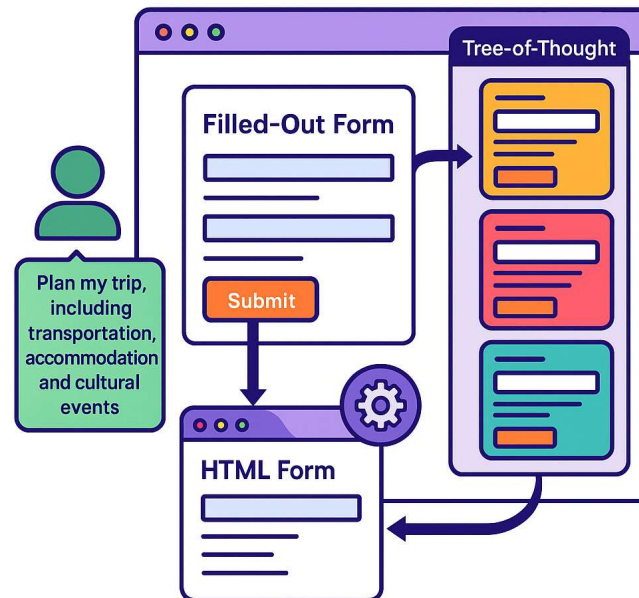 Tree-of-Thought
Filled-Out Form
Submit
Plan my trip,
including
transportation,
accommodation
and cultural
events
HTML Form